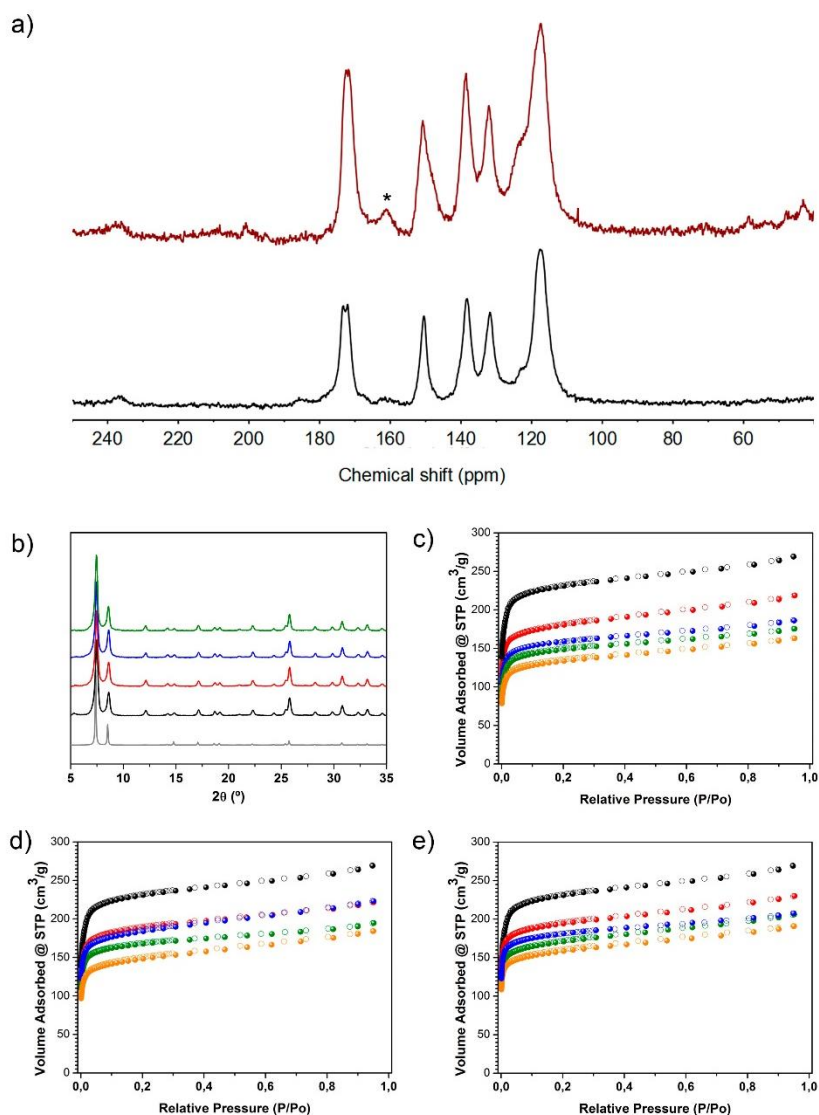 a)
*
240 220 200 180 160 140 120 100 80 60
Chemical shift (ppm)
b)
5 10 15 20 25 30 35
2θ (º)
c)
Volume Adsorbed @ STP (cm³/g)
300
250
200
150
100
50
0
0,0 0,2 0,4 0,6 0,8 1,0
Relative Pressure (P/Po)
d)
Volume Adsorbed @ STP (cm³/g)
300
250
200
150
100
50
0
0,0 0,2 0,4 0,6 0,8 1,0
Relative Pressure (P/Po)
e)
Volume Adsorbed @ STP (cm³/g)
300
250
200
150
100
50
0
0,0 0,2 0,4 0,6 0,8 1,0
Relative Pressure (P/Po)